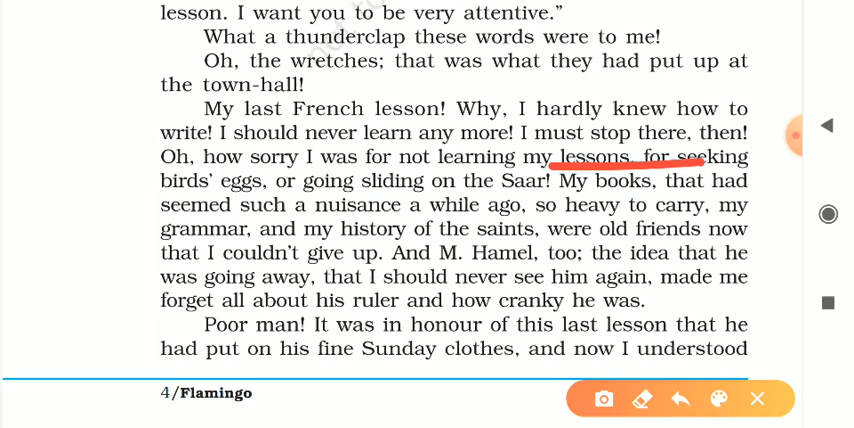 lesson. I want you to be very attentive.”
What a thunderclap these words were to me!
Oh, the wretches; that was what they had put up at
the town-hall!
My last French lesson! Why, I hardly knew how to
write! I should never learn any more! I must stop there, then!
Oh, how sorry I was for not learning my lessons, for seeking
birds’ eggs, or going sliding on the Saar! My books, that had
seemed such a nuisance a while ago, so heavy to carry, my
grammar, and my history of the saints, were old friends now
that I couldn’t give up. And M. Hamel, too; the idea that he
was going away, that I should never see him again, made me
forget all about his ruler and how cranky he was.
Poor man! It was in honour of this last lesson that he
had put on his fine Sunday clothes, and now I understood
4/Flamingo